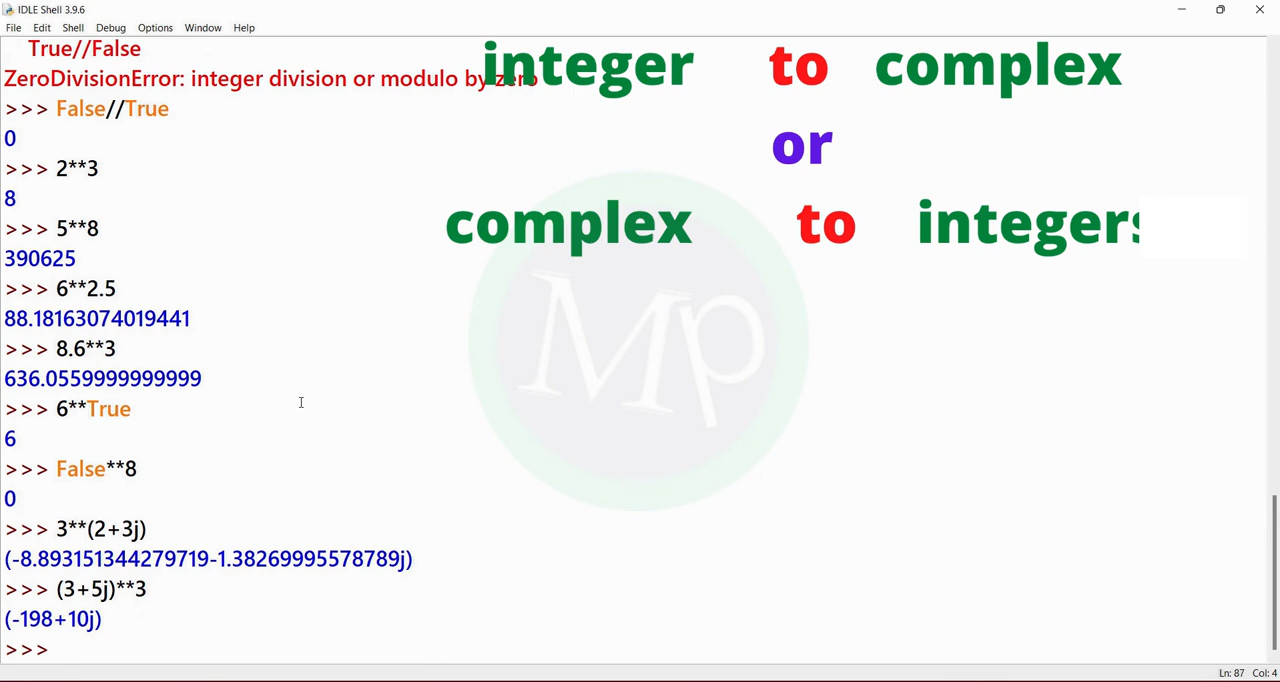 IDLE Shell 3.9.6
File Edit Shell Debug Options Window Help
True//False
ZeroDivisionError: integer division or modulo by zero
integer to complex
>>> False//True
0
or
>>> 2**3
8
complex to integers
>>> 5**8
390625
>>> 6**2.5
88.18163074019441
>>> 8.6**3
636.0559999999999
>>> 6**True
6
>>> False**8
0
>>> 3**(2+3j)
(-8.893151344279719-1.38269995578789j)
>>> (3+5j)**3
(-198+10j)
>>>
Mp
Ln: 87 Col: 4